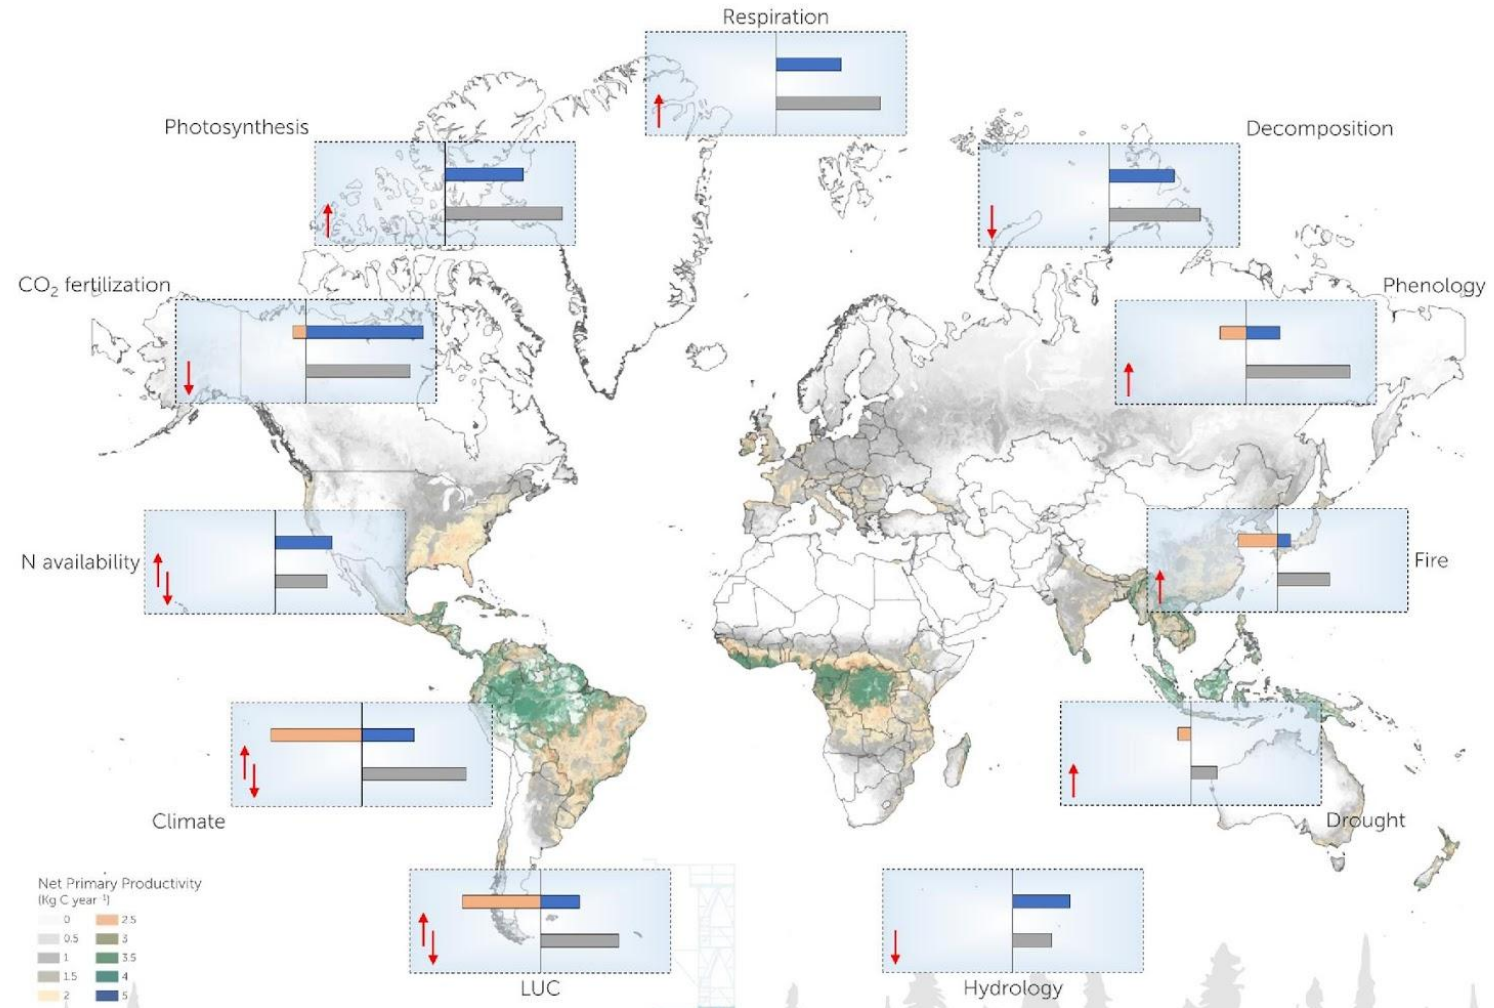 Respiration
Photosynthesis
Decomposition
CO₂ fertilization
Phenology
N availability
Fire
Climate
Drought
Net Primary Productivity
(Kg C year⁻¹)
0 2.5
0.5 3
1 3.5
1.5 4
2 5
LUC
Hydrology